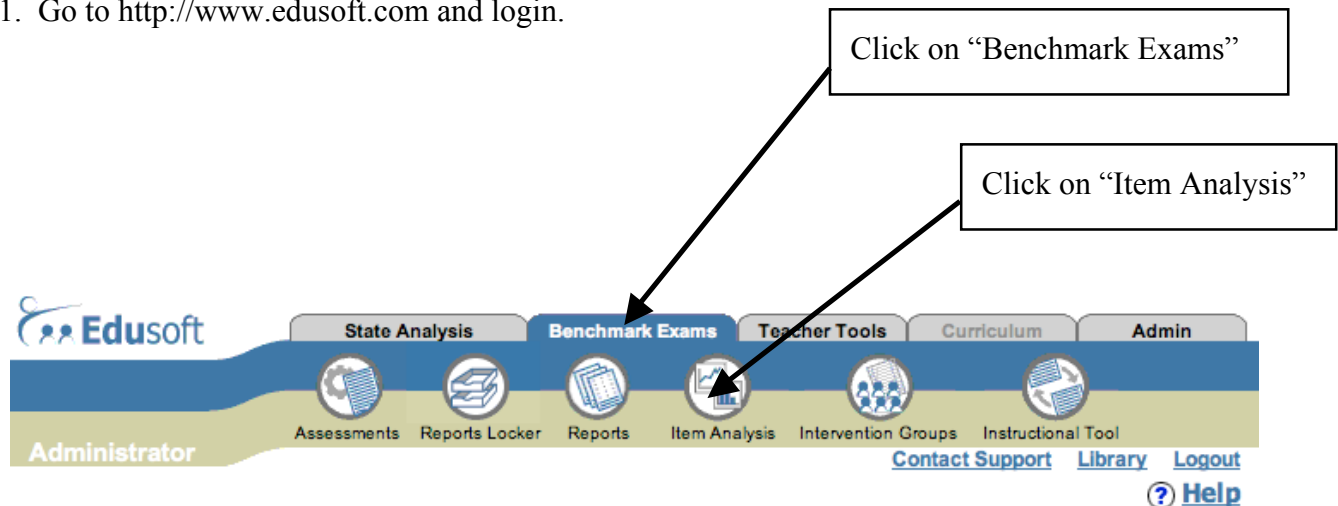 1. Go to http://www.edusoft.com and login.
Click on “Benchmark Exams”
Click on “Item Analysis”
Edusoft
State Analysis
Benchmark Exams
Teacher Tools
Curriculum
Admin
Assessments
Reports Locker
Reports
Item Analysis
Intervention Groups
Instructional Tool
Administrator
Contact Support
Library
Logout
? Help